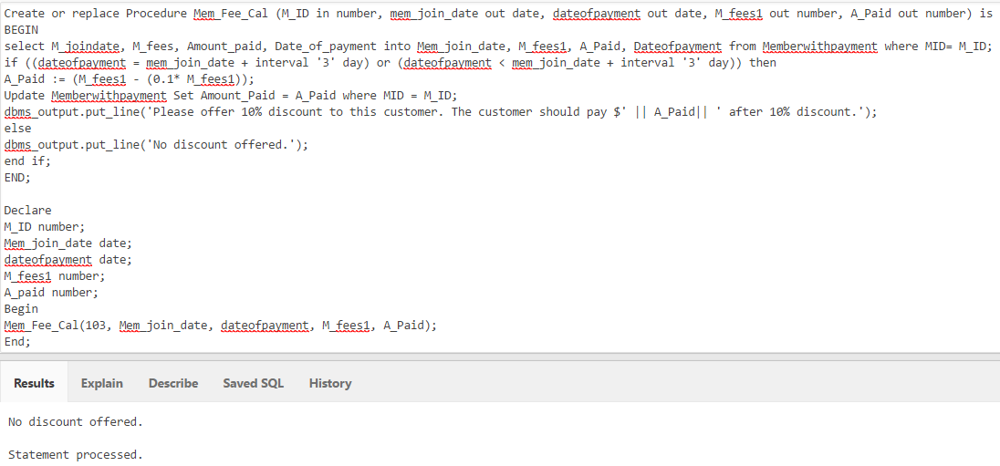 Create or replace Procedure Mem_Fee_Cal (M_ID in number, mem_join_date out date, dateofpayment out date, M_fees1 out number, A_Paid out number) is
BEGIN
select M_joindate, M_fees, Amount_paid, Date_of_payment into Mem_join_date, M_fees1, A_Paid, Dateofpayment from Memberwithpayment where MID= M_ID;
if ((dateofpayment = mem_join_date + interval '3' day) or (dateofpayment < mem_join_date + interval '3' day)) then
A_Paid := (M_fees1 - (0.1* M_fees1));
Update Memberwithpayment Set Amount_Paid = A_Paid where MID = M_ID;
dbms_output.put_line('Please offer 10% discount to this customer. The customer should pay $' || A_Paid|| ' after 10% discount.');
else
dbms_output.put_line('No discount offered.');
end if;
END;

Declare
M_ID number;
Mem_join_date date;
dateofpayment date;
M_fees1 number;
A_paid number;
Begin
Mem_Fee_Cal(103, Mem_join_date, dateofpayment, M_fees1, A_Paid);
End;
Results Explain Describe Saved SQL History
No discount offered.
Statement processed.